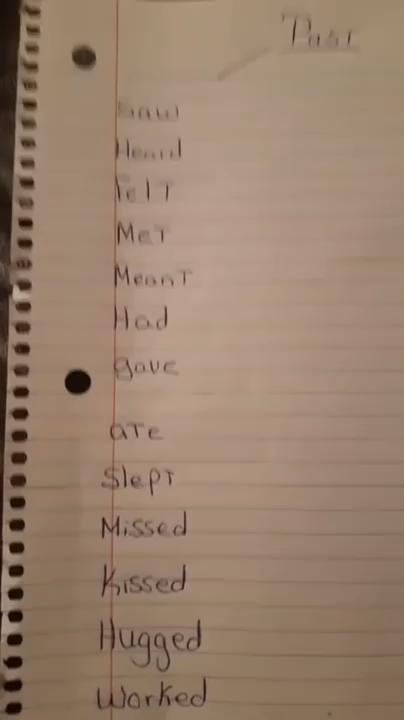 Past
saw
Heard
felt
Met
Meant
Had
gave
ate
Slept
Missed
Kissed
Hugged
Worked